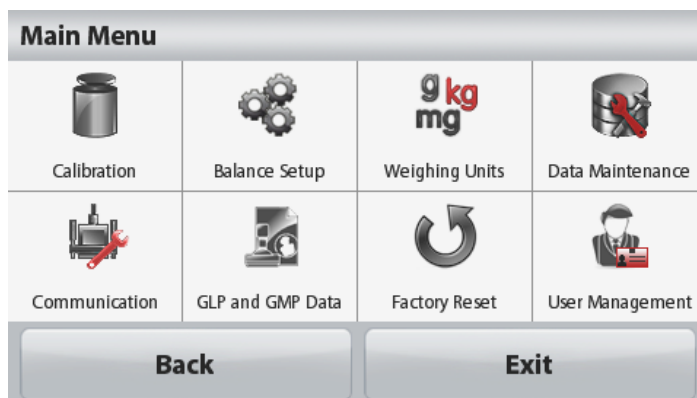 Main Menu
g kg
mg
Calibration
Balance Setup
Weighing Units
Data Maintenance
Communication
GLP and GMP Data
Factory Reset
User Management
Back
Exit